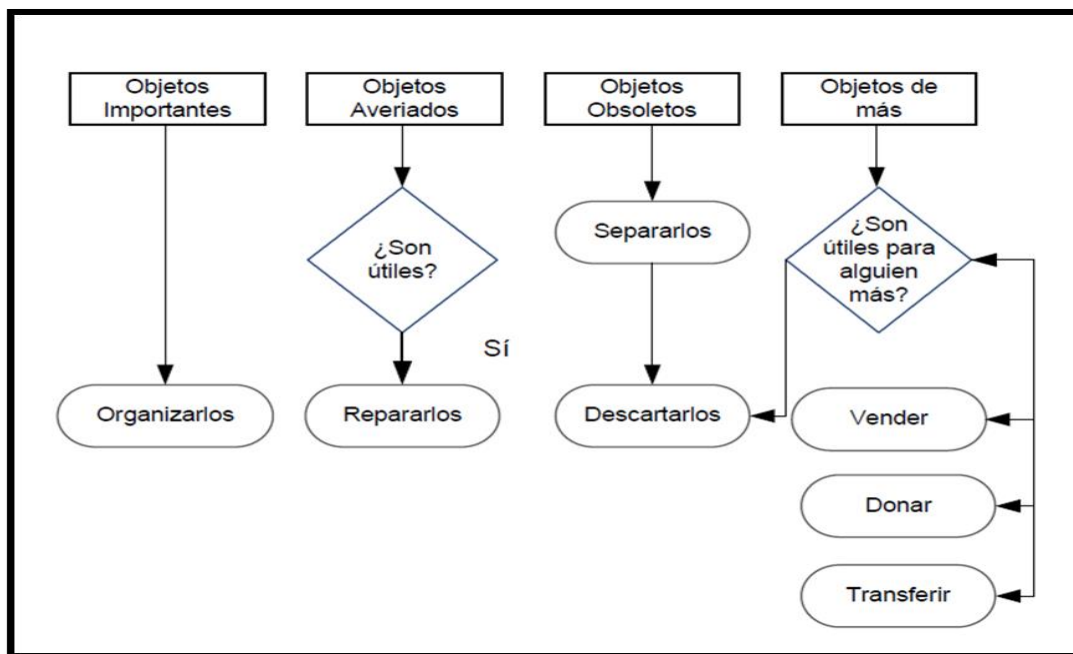 Objetos
Importantes
Objetos
Averiados
Objetos
Obsoletos
Objetos de
más
¿Son
útiles?
Separarlos
¿Son
útiles para
alguien
más?
Sí
Organizarlos
Repararlos
Descartarlos
Vender
Donar
Transferir